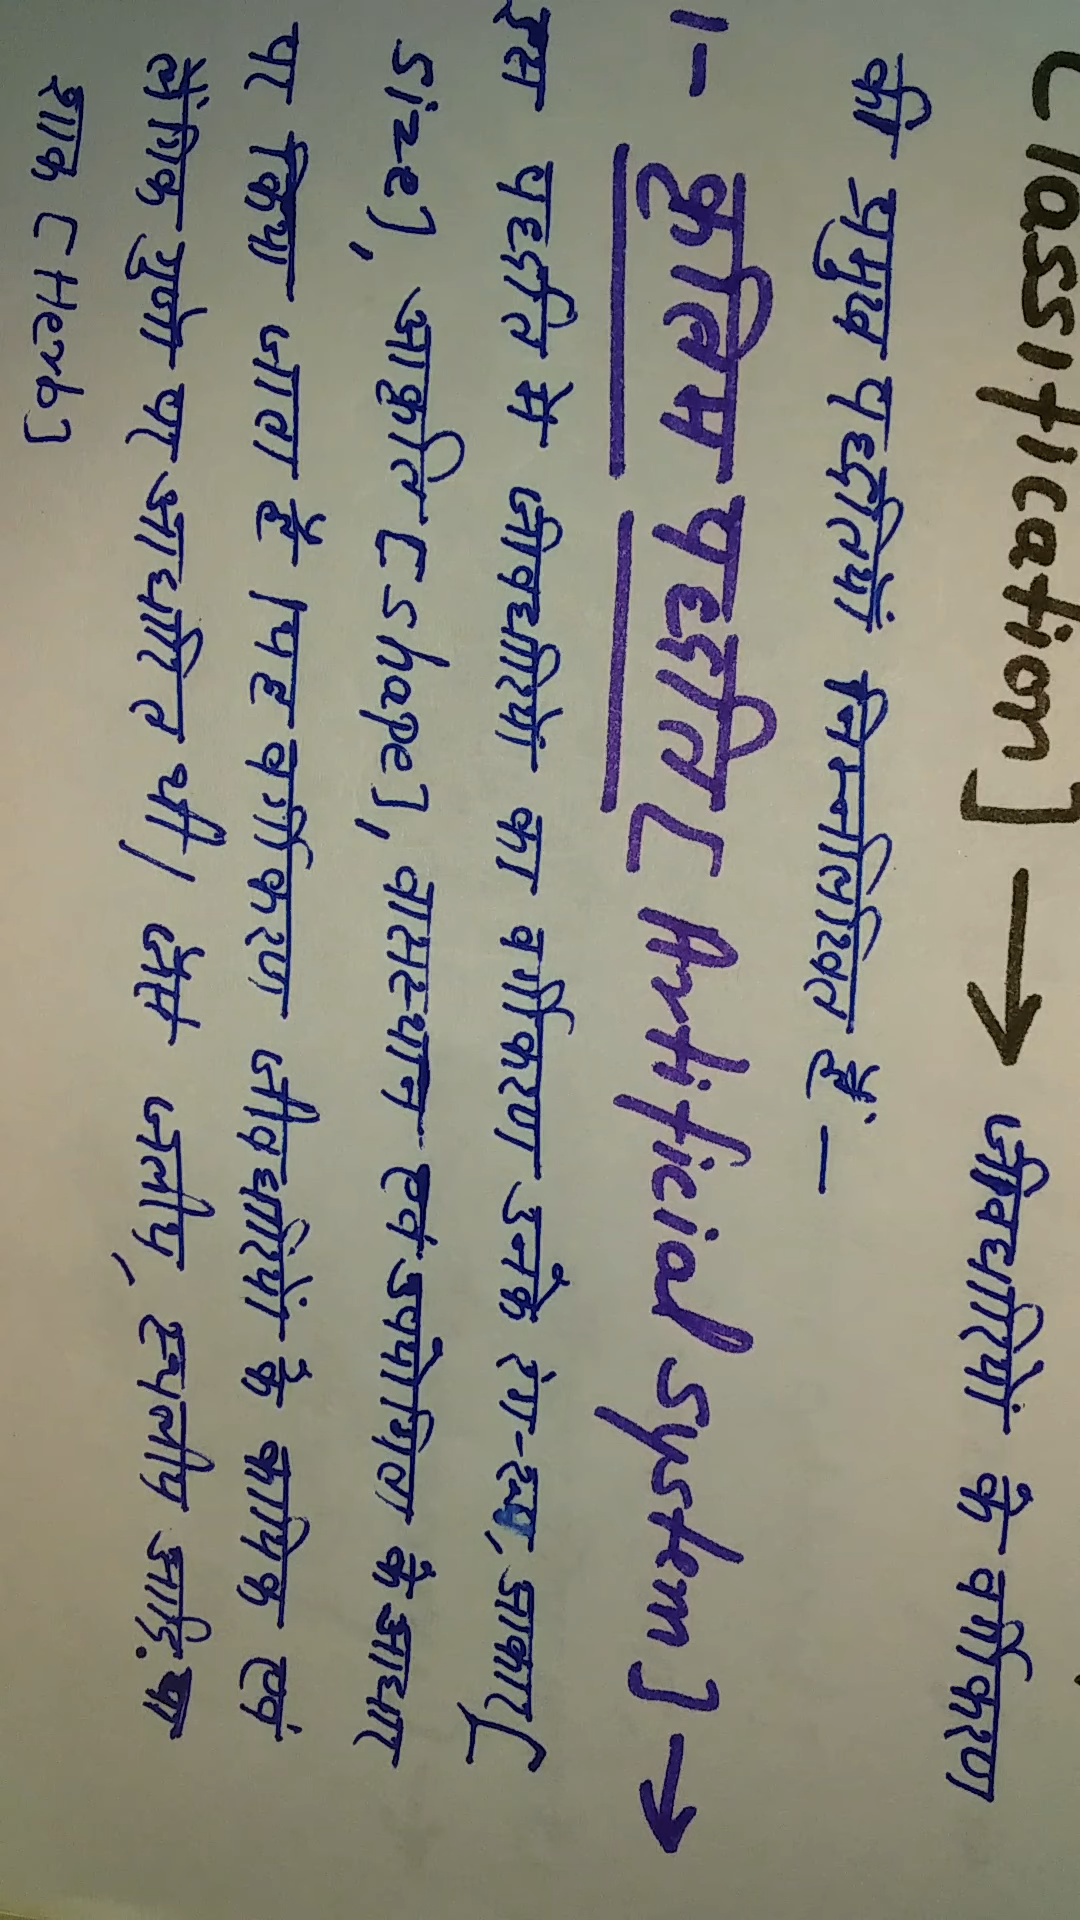 Classification] → जीवधारियों के वर्गीकरण
की प्रमुख पद्धतियाँ निम्नलिखित हैं –
1- कृत्रिम पद्धति [Artificial system] →
इस पद्धति में जीवधारियों का वर्गीकरण उनके रंग-रूप, आकार [
size], आकृति [shape], वासस्थान एवं उपयोगिता के आधार
पर किया जाता हैं। यह वर्गीकरण जीवधारियों के कायिक एवं
लैंगिक गुणो पर आधारित थी। जैसे जलीय, स्थलीय आदि.
शाक [Herb]